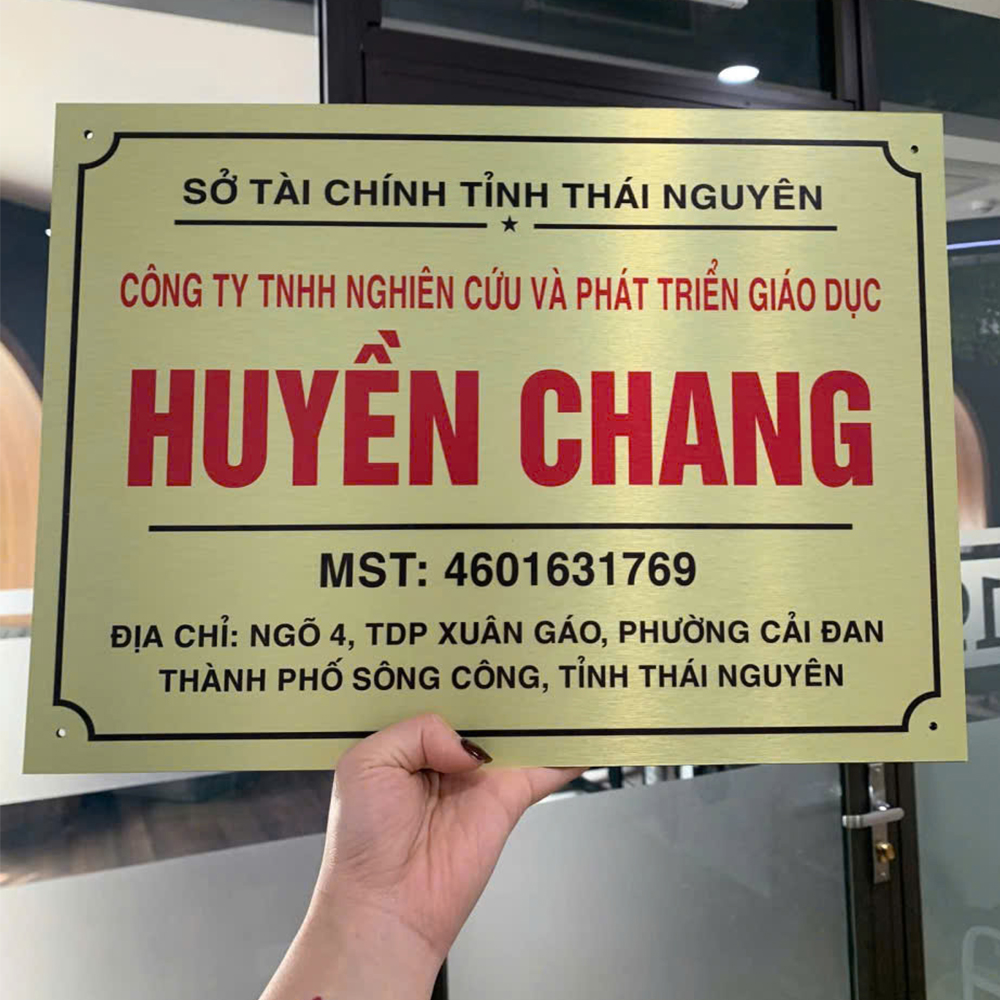 SỞ TÀI CHÍNH TỈNH THÁI NGUYÊN
CÔNG TY TNHH NGHIÊN CỨU VÀ PHÁT TRIỂN GIÁO DỤC
HUYỀN CHANG
MST: 4601631769
ĐỊA CHỈ: NGÕ 4, TDP XUÂN GÁO, PHƯỜNG CẢI ĐAN
THÀNH PHỐ SÔNG CÔNG, TỈNH THÁI NGUYÊN